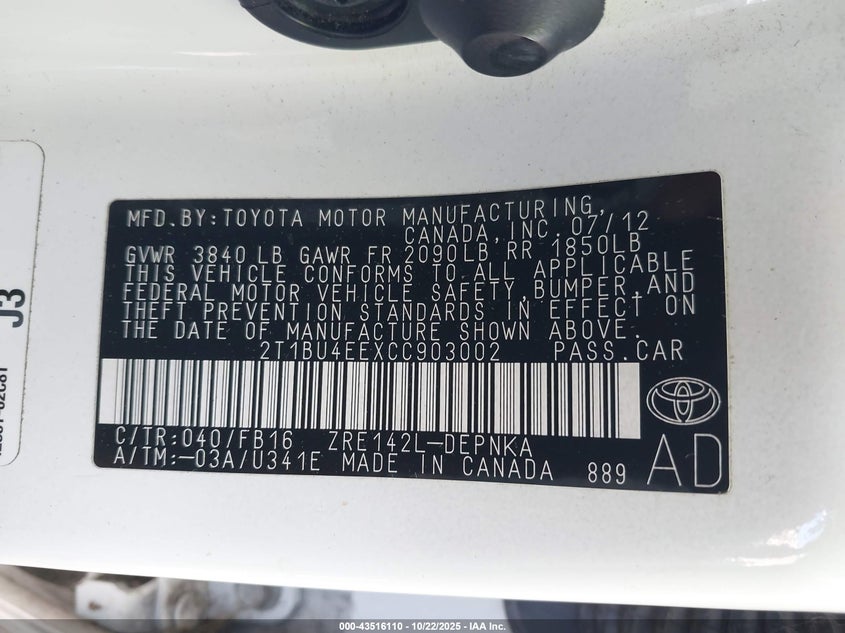 MFD.BY:TOYOTA MOTOR MANUFACTURING,
CANADA,INC.07/12
GVWR 3840LB GAWR FR 2090LB RR 1850LB
THIS VEHICLE CONFORMS TO ALL APPLICABLE
FEDERAL MOTOR VEHICLE SAFETY,BUMPER,AND
THEFT PREVENTION STANDARDS IN EFFECT ON
THE DATE OF MANUFACTURE SHOWN ABOVE.
2T1BU4EEXCC903002 PASS.CAR
C/TR:040/FB16 ZRE142L-DEPNKA
A/TM:-03A/U341E MADE IN CANADA 889
AD
J3
000-43516110 - 10/22/2025 - IAA Inc.